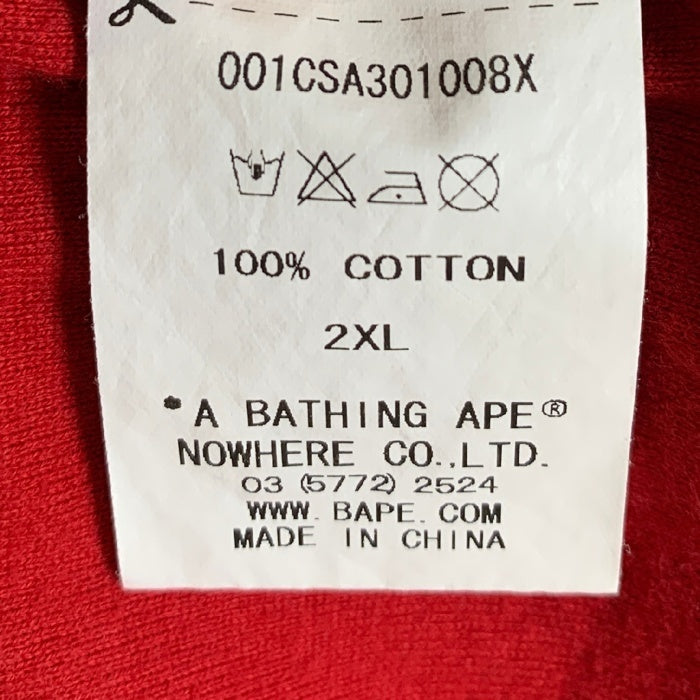 001CSA301008X
100% COTTON
2XL
*A BATHING APE®
NOWHERE CO.,LTD.
03 (5772) 2524
WWW. BAPE. COM
MADE IN CHINA